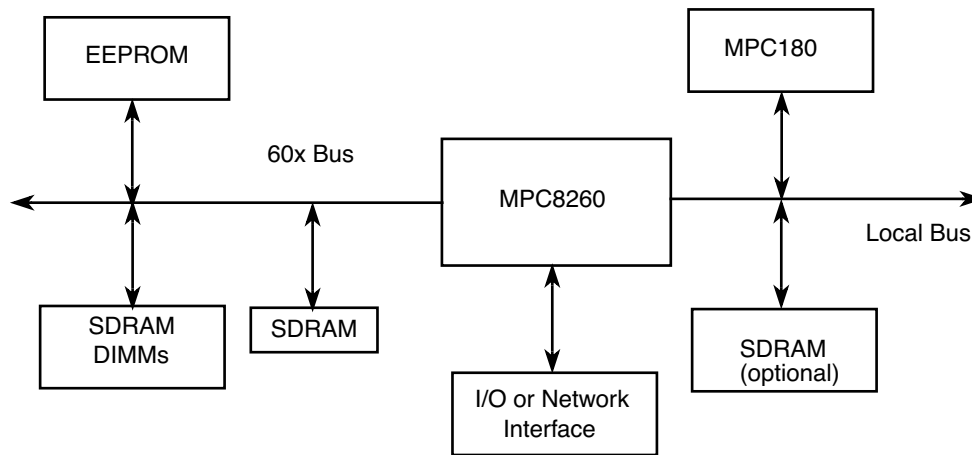 EEPROM
MPC180
60x Bus
MPC8260
Local Bus
SDRAM
DIMMs
SDRAM
SDRAM
(optional)
I/O or Network
Interface